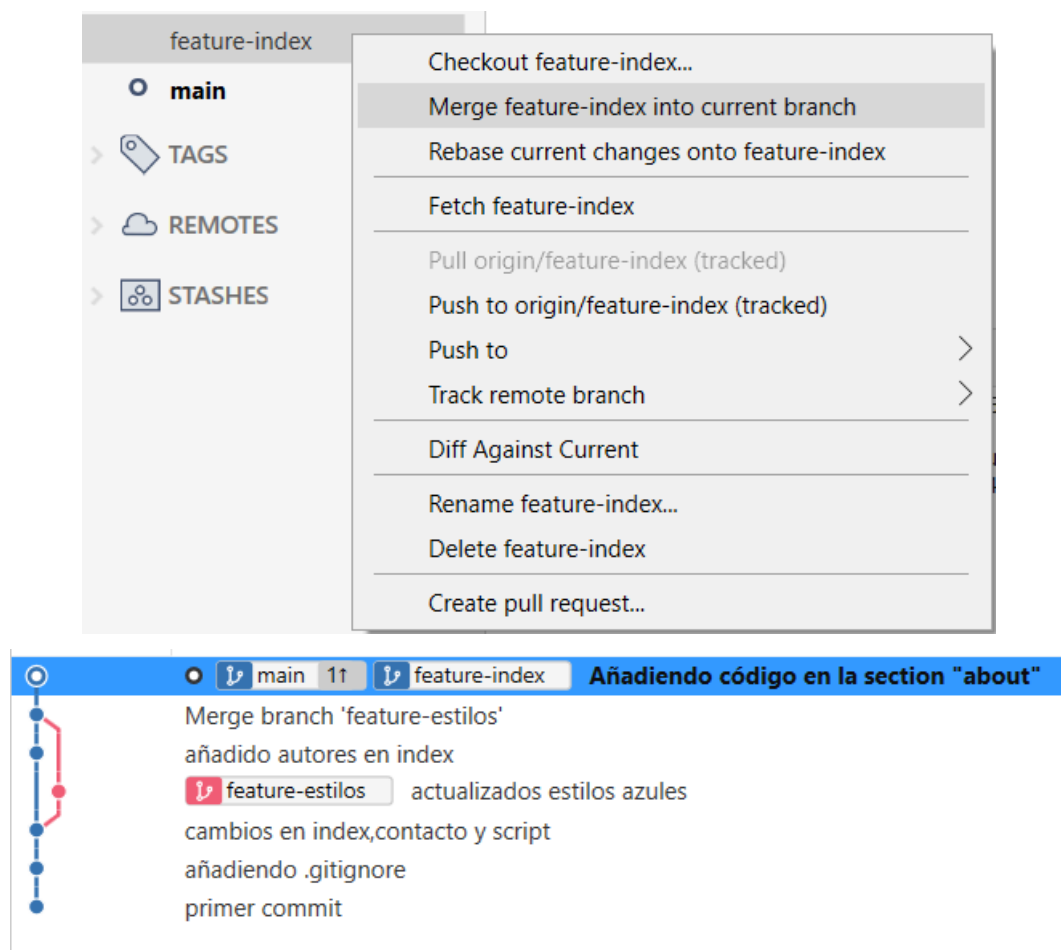 feature-index
main
TAGS
REMOTES
STASHES
Checkout feature-index...
Merge feature-index into current branch
Rebase current changes onto feature-index
Fetch feature-index
Pull origin/feature-index (tracked)
Push to origin/feature-index (tracked)
Push to
Track remote branch
Diff Against Current
Rename feature-index...
Delete feature-index
Create pull request...
main 1↑ feature-index Añadiendo código en la section "about"
Merge branch 'feature-estilos'
añadido autores en index
feature-estilos actualizados estilos azules
cambios en index,contacto y script
añadiendo .gitignore
primer commit